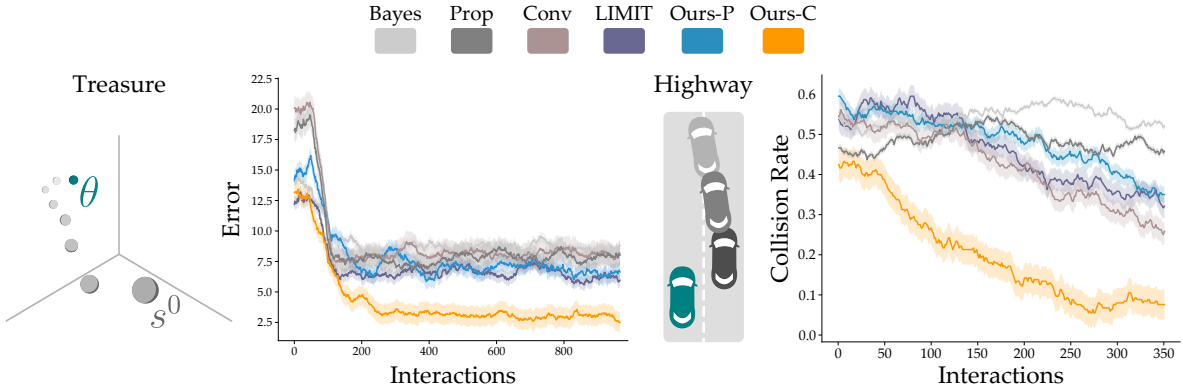 Bayes Prop Conv LIMIT Ours-P Ours-C
Treasure
θ
s⁰
22.5
20.0
17.5
15.0
12.5
10.0
7.5
5.0
2.5
Error
0 200 400 600 800
Interactions
Highway
0.6
0.5
0.4
0.3
0.2
0.1
0.0
Collision Rate
0 50 100 150 200 250 300 350
Interactions